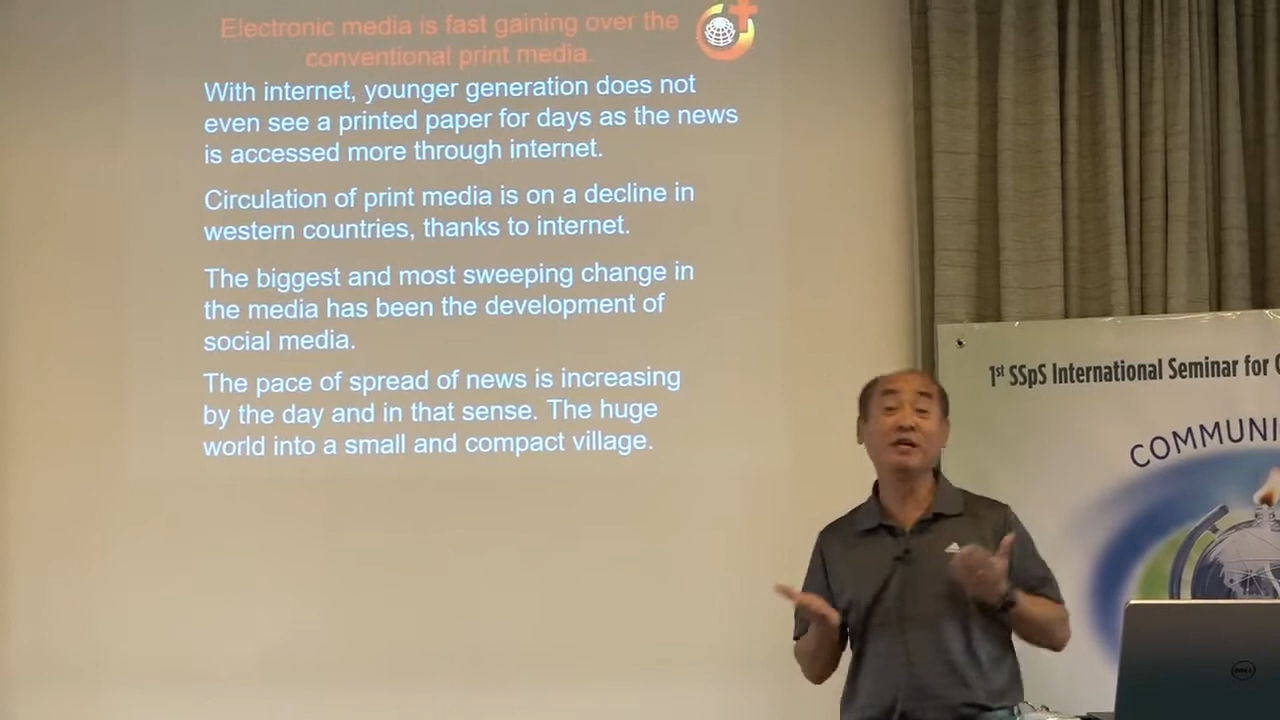 Electronic media is fast gaining over the
conventional print media.
With internet, younger generation does not
even see a printed paper for days as the news
is accessed more through internet.
Circulation of print media is on a decline in
western countries, thanks to internet.
The biggest and most sweeping change in
the media has been the development of
social media.
The pace of spread of news is increasing
by the day and in that sense. The huge
world into a small and compact village.
1st SSpS International Seminar for
COMMUNI
DELL